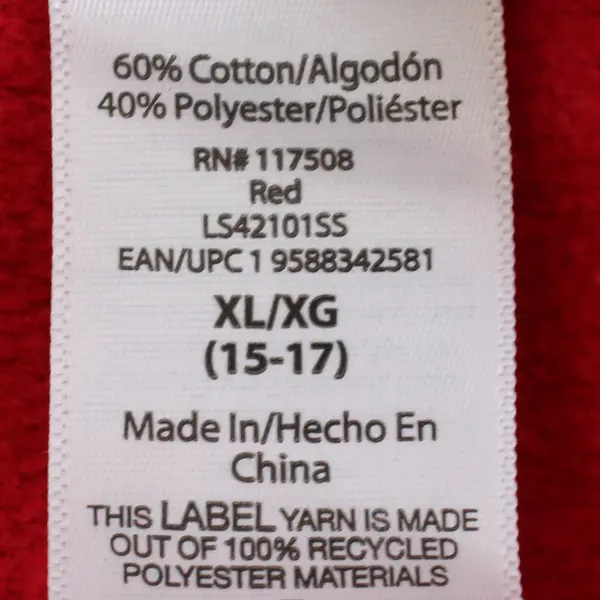 60% Cotton/Algodón
40% Polyester/Poliéster
RN# 117508
Red
LS42101SS
EAN/UPC 1 9588342581
XL/XG
(15-17)
Made In/Hecho En
China
THIS LABEL YARN IS MADE
OUT OF 100% RECYCLED
POLYESTER MATERIALS